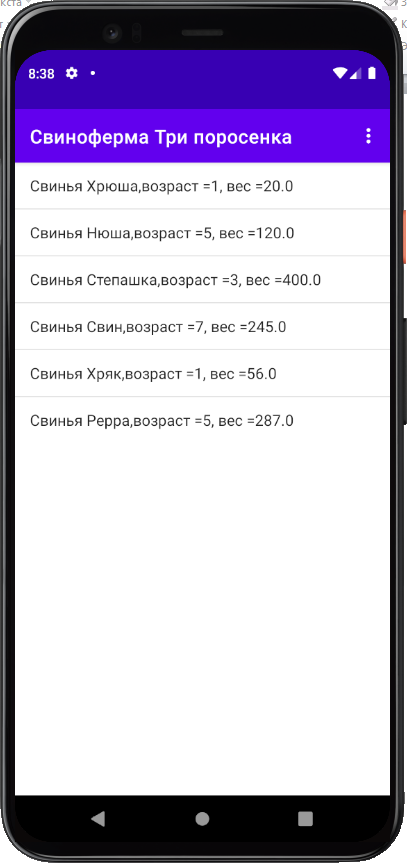 кста
8:38
Свиноферма Три поросенка
Свинья Хрюша,возраст =1, вес =20.0
Свинья Нюша,возраст =5, вес =120.0
Свинья Степашка,возраст =3, вес =400.0
Свинья Свин,возраст =7, вес =245.0
Свинья Хряк,возраст =1, вес =56.0
Свинья Рерра,возраст =5, вес =287.0